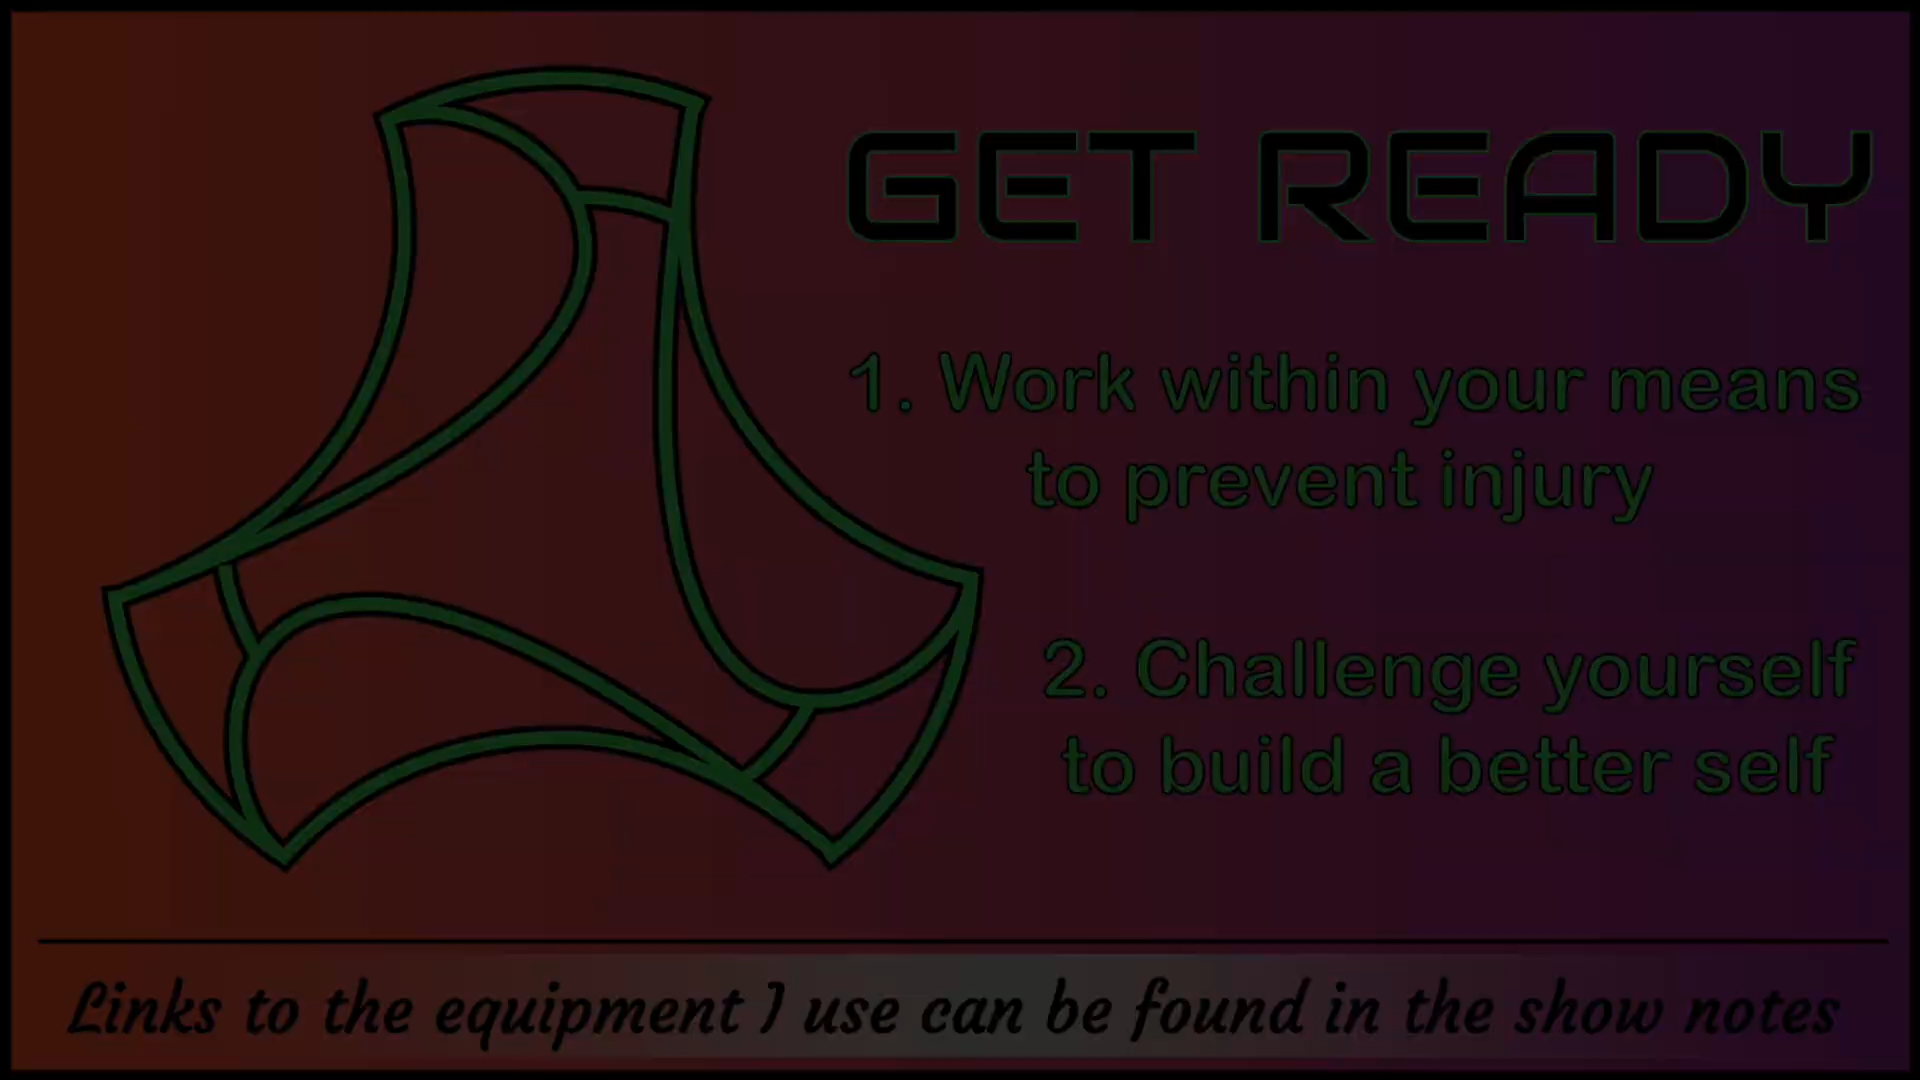 GET READY
1. Work within your means
to prevent injury
2. Challenge yourself
to build a better self
Links to the equipment I use can be found in the show notes